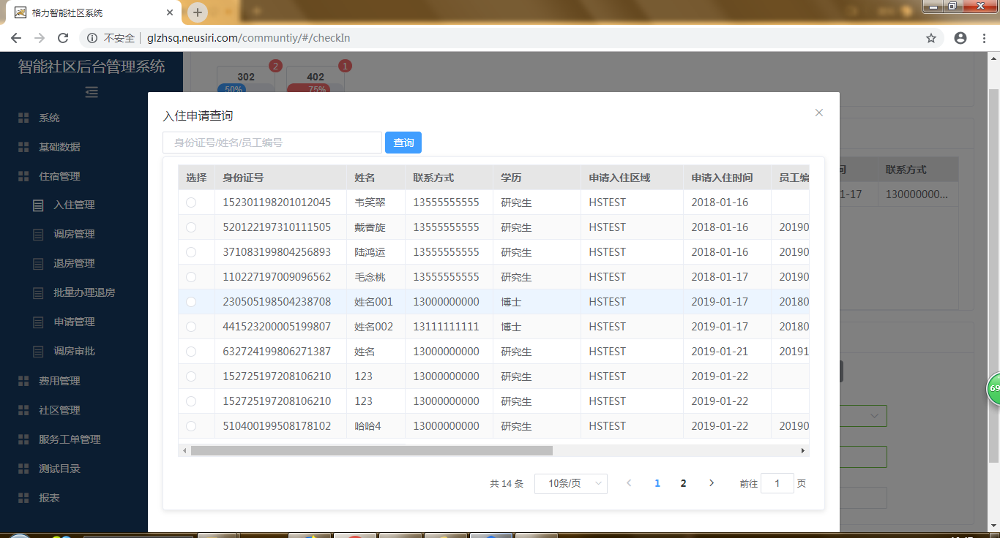 格力智能社区系统
不安全 glzhsq.neusiri.com/communtiy/#/checkIn
智能社区后台管理系统
系统
基础数据
住宿管理
入住管理
调房管理
退房管理
批量办理退房
申请管理
调房审批
费用管理
社区管理
服务工单管理
测试目录
报表
2 1
302 402
50% 75%
入住申请查询
身份证号/姓名/员工编号 查询
选择 身份证号 姓名 联系方式 学历 申请入住区域 申请入住时间 员工编
152301198201012045 韦笑翠 13555555555 研究生 HSTEST 2018-01-16
520122197310111505 戴香旋 13555555555 研究生 HSTEST 2018-01-16 20190
371083199804256893 陆鸿运 13555555555 研究生 HSTEST 2018-01-16 20190
110227197009096562 毛念桃 13555555555 研究生 HSTEST 2018-01-17 20190
230505198504238708 姓名001 13000000000 博士 HSTEST 2019-01-17 20180
441523200005199807 姓名002 13111111111 博士 HSTEST 2019-01-17 20180
632724199806271387 姓名 13000000000 研究生 HSTEST 2019-01-21 20191
152725197208106210 123 13000000000 研究生 HSTEST 2019-01-22
152725197208106210 123 13000000000 研究生 HSTEST 2019-01-22
510400199508178102 哈哈4 13000000000 研究生 HSTEST 2019-01-22 20190
共 14 条 10条/页 1 2 前往 1 页
间 联系方式
1-17 130000000...
69